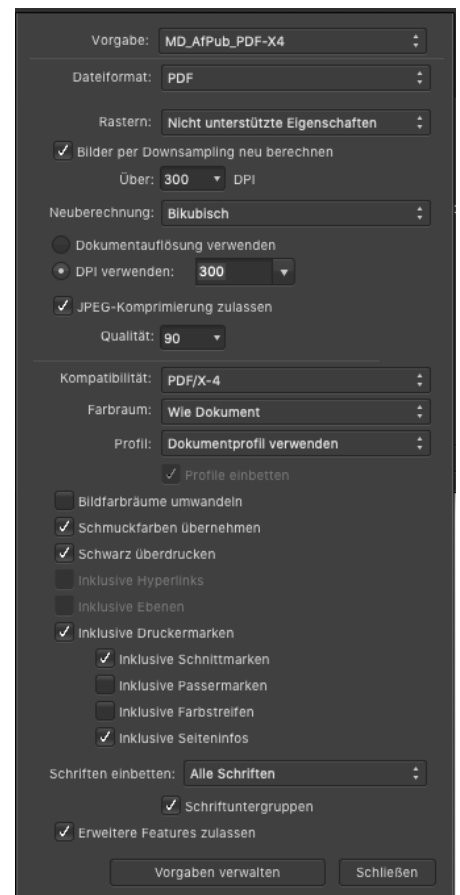 Vorgabe: MD_AfPub_PDF-X4
Dateiformat: PDF
Rastern: Nicht unterstützte Eigenschaften
Bilder per Downsampling neu berechnen
Über: 300 DPI
Neuberechnung: Bikubisch
Dokumentauflösung verwenden
DPI verwenden: 300
JPEG-Komprimierung zulassen
Qualität: 90
Kompatibilität: PDF/X-4
Farbraum: Wie Dokument
Profil: Dokumentprofil verwenden
Profile einbetten
Bildfarbräume umwandeln
Schmuckfarben übernehmen
Schwarz überdrucken
Inklusive Hyperlinks
Inklusive Ebenen
Inklusive Druckermarken
Inklusive Schnittmarken
Inklusive Passermarken
Inklusive Farbstreifen
Inklusive Seiteninfos
Schriften einbetten: Alle Schriften
Schriftuntergruppen
Erweitere Features zulassen
Vorgaben verwalten Schließen